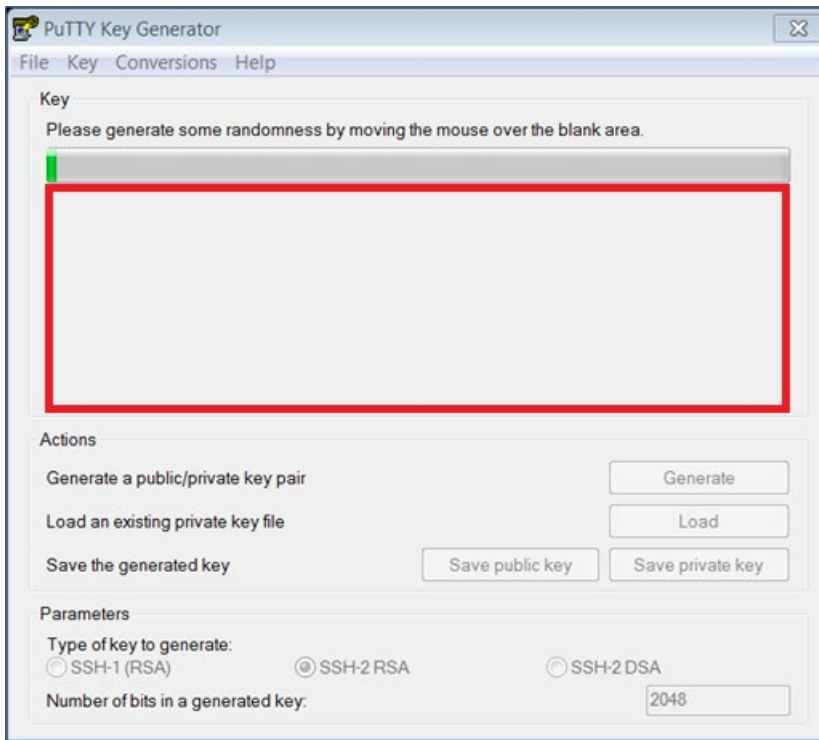 PuTTY Key Generator
File Key Conversions Help
Key
Please generate some randomness by moving the mouse over the blank area.
Actions
Generate a public/private key pair
Generate
Load an existing private key file
Load
Save the generated key
Save public key
Save private key
Parameters
Type of key to generate:
SSH-1 (RSA)
SSH-2 RSA
SSH-2 DSA
Number of bits in a generated key:
2048